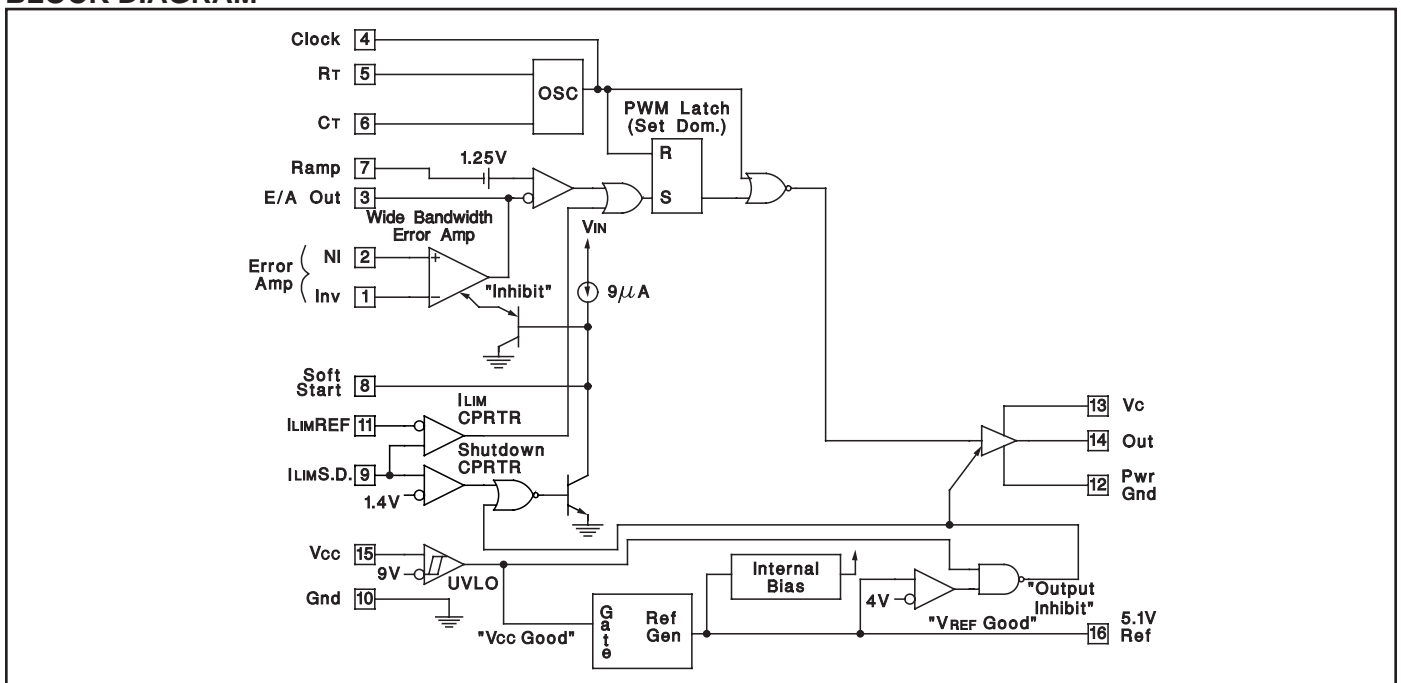 BLOCK DIAGRAM
Clock 4
RT 5
OSC
CT 6
PWM Latch
(Set Dom.)
R
S
Ramp 7
1.25V
E/A Out 3
Wide Bandwidth
Error Amp
Error
Amp
NI 2
+
Inv 1
−
"Inhibit"
VIN
9μA
Soft
Start 8
ILIM
CPRTR
ILIMREF 11
Shutdown
CPRTR
ILIMS.D. 9
1.4V
13 Vc
14 Out
12 Pwr
Gnd
Vcc 15
9V
UVLO
Gnd 10
"Vcc Good"
Gate
Ref
Gen
Internal
Bias
4V
"VREF Good"
"Output
Inhibit"
16 5.1V
Ref